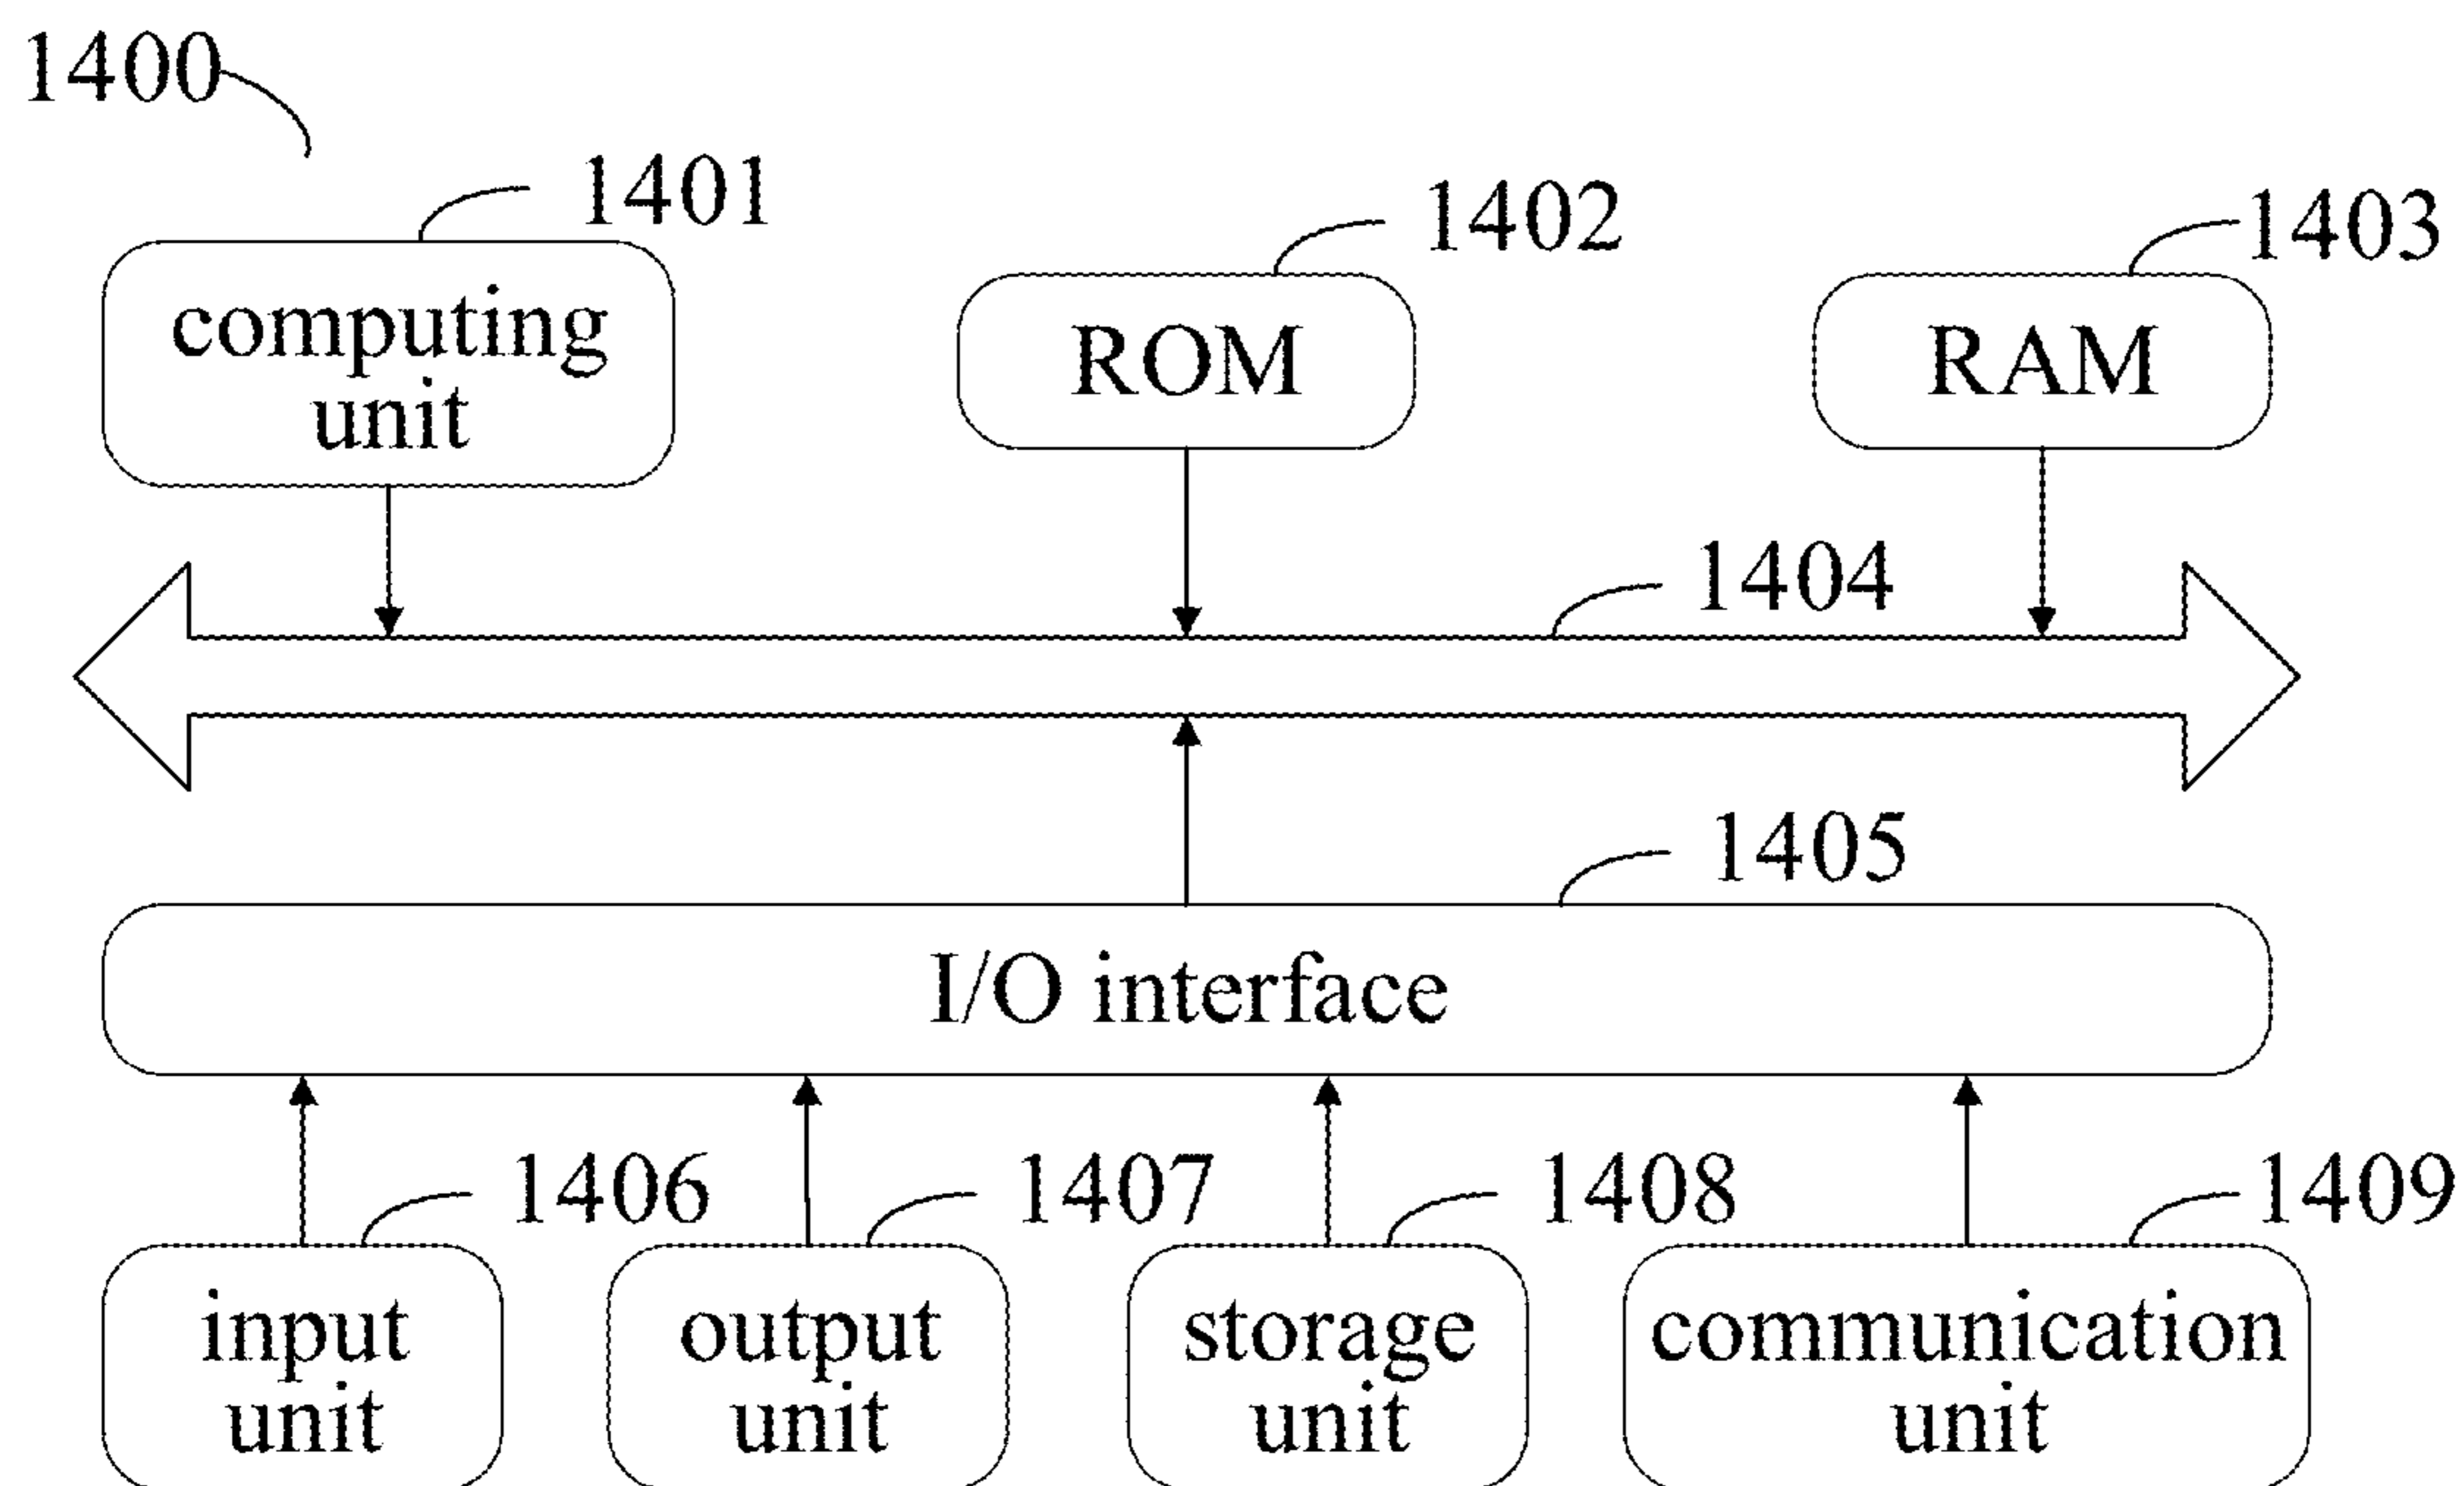 1400
1401
1402
1403
computing
unit
ROM
RAM
1404
1405
I/O interface
1406
1407
1408
1409
input
unit
output
unit
storage
unit
communication
unit